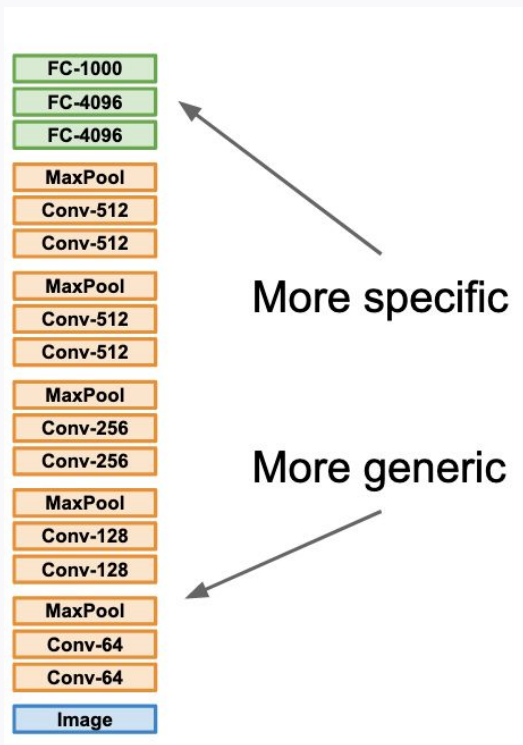 FC-1000
FC-4096
FC-4096
MaxPool
Conv-512
Conv-512
MaxPool
Conv-512
Conv-512
MaxPool
Conv-256
Conv-256
MaxPool
Conv-128
Conv-128
MaxPool
Conv-64
Conv-64
Image
More specific
More generic